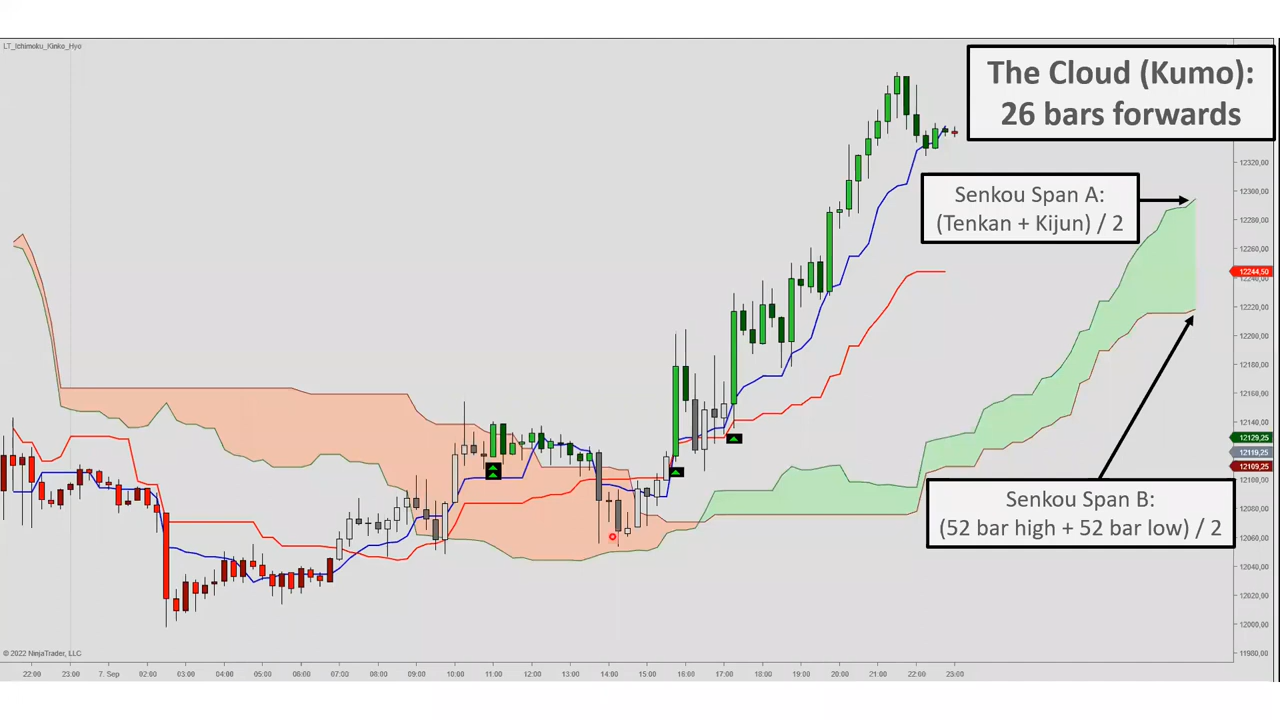 LT_Ichimoku_Kinko_Hyo
The Cloud (Kumo):
26 bars forwards
Senkou Span A:
(Tenkan + Kijun) / 2
Senkou Span B:
(52 bar high + 52 bar low) / 2
12320,00
12300,00
12280,00
12260,00
12244,50
12220,00
12200,00
12180,00
12160,00
12140,00
12129,25
12119,25
12109,25
12100,00
12080,00
12060,00
12040,00
12020,00
12000,00
11980,00
© 2022 NinjaTrader, LLC
22:00 23:00 7. Sep 02:00 04:00 05:00 06:00 07:00 08:00 09:00 10:00 11:00 12:00 13:00 14:00 15:00 16:00 17:00 18:00 19:00 20:00 21:00 22:00 23:00